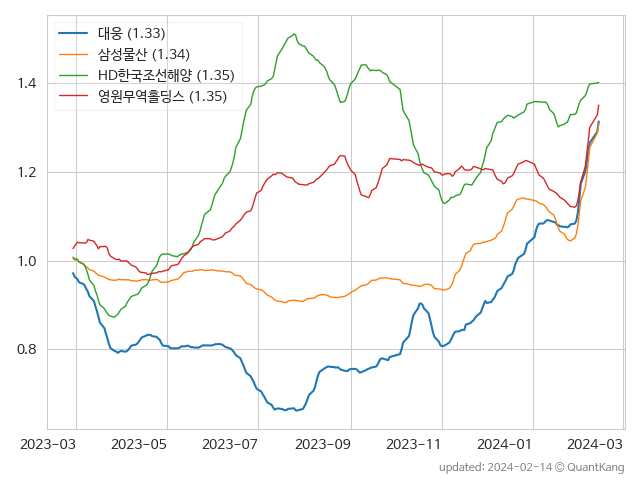 대웅 (1.33)
삼성물산 (1.34)
HD한국조선해양 (1.35)
영원무역홀딩스 (1.35)
1.4
1.2
1.0
0.8
2023-03 2023-05 2023-07 2023-09 2023-11 2024-01 2024-03
updated: 2024-02-14 © QuantKang